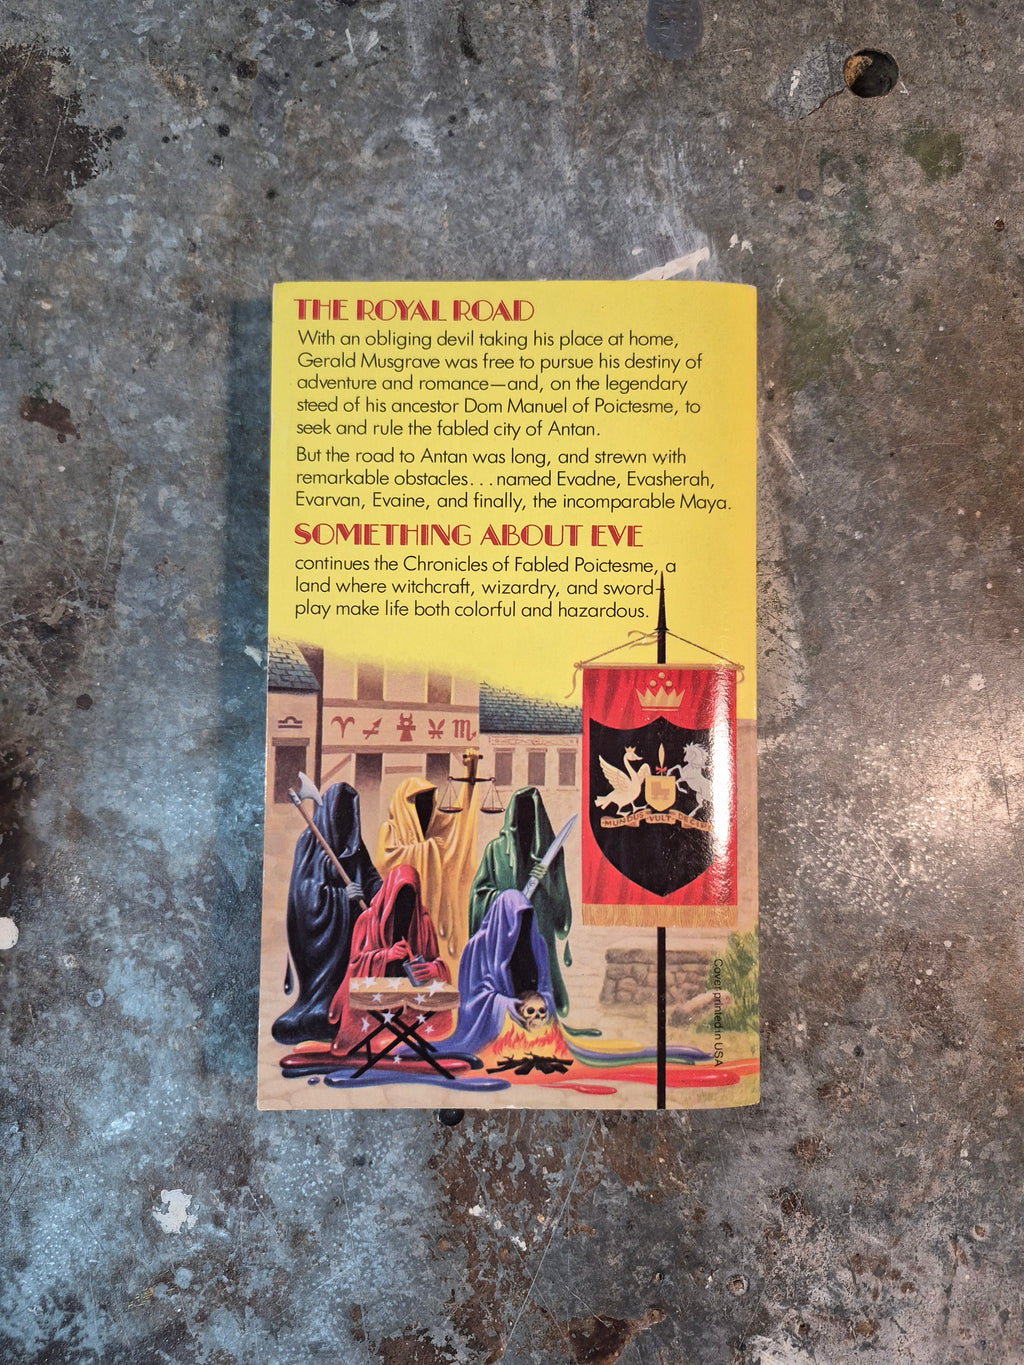 THE ROYAL ROAD
With an obliging devil taking his place at home,
Gerald Musgrave was free to pursue his destiny of
adventure and romance—and, on the legendary
steed of his ancestor Dom Manuel of Poictesme, to
seek and rule the fabled city of Antan.
But the road to Antan was long, and strewn with
remarkable obstacles...named Evadne, Evasherah,
Evarvan, Evaine, and finally, the incomparable Maya.
SOMETHING ABOUT EVE
continues the Chronicles of Fabled Poictesme, a
land where witchcraft, wizardry, and sword-
play make life both colorful and hazardous.
MUNDUS VULT DECIPI
Cover printed in USA